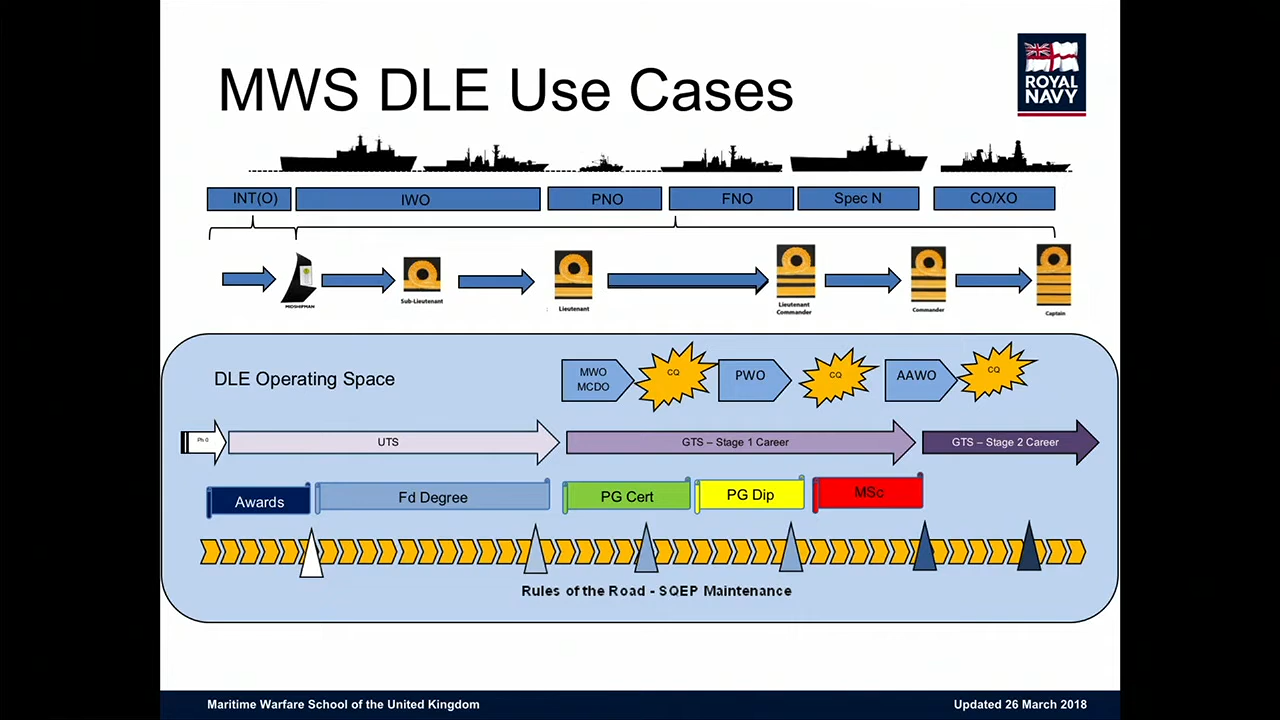 MWS DLE Use Cases
ROYAL
NAVY
INT(O)
IWO
PNO
FNO
Spec N
CO/XO
MIDSHIPMAN
Sub-Lieutenant
Lieutenant
Lieutenant
Commander
Commander
Captain
DLE Operating Space
MWO
MCDO
CQ
PWO
CQ
AAWO
CQ
Ph 0
UTS
GTS – Stage 1 Career
GTS – Stage 2 Career
Awards
Fd Degree
PG Cert
PG Dip
MSc
Rules of the Road - SQEP Maintenance
Maritime Warfare School of the United Kingdom
Updated 26 March 2018